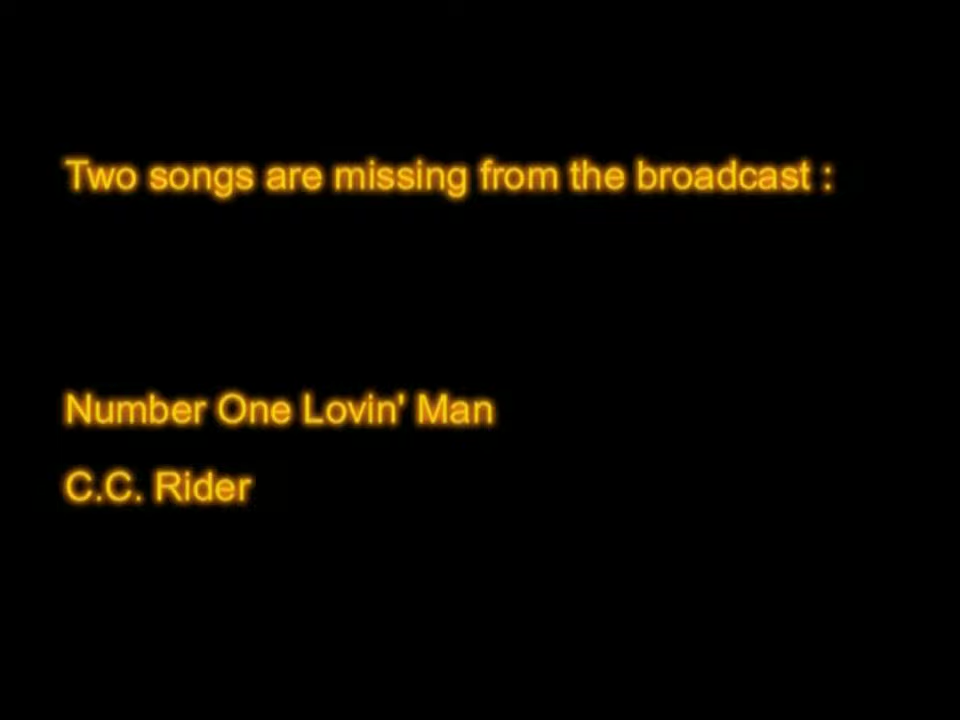 Two songs are missing from the broadcast :
Number One Lovin' Man
C.C. Rider